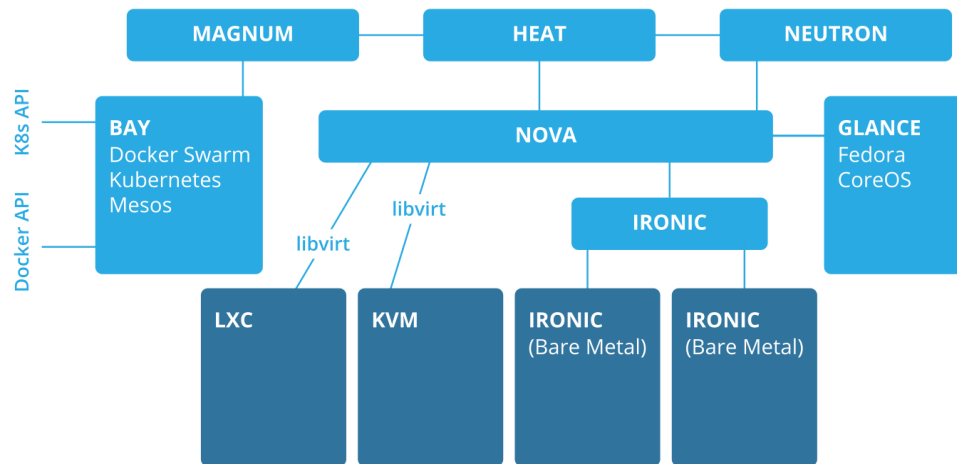 MAGNUM
HEAT
NEUTRON
K8s API
Docker API
BAY
Docker Swarm
Kubernetes
Mesos
NOVA
GLANCE
Fedora
CoreOS
libvirt
libvirt
IRONIC
LXC
KVM
IRONIC
(Bare Metal)
IRONIC
(Bare Metal)